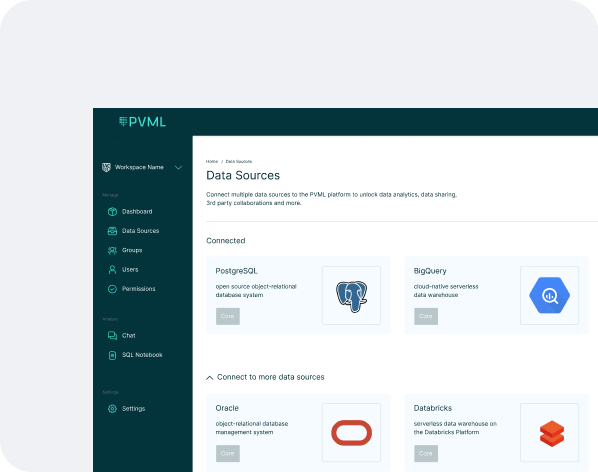 PVML
Workspace Name
Manage
Dashboard
Data Sources
Groups
Users
Permissions
Analyze
Chat
SQL Notebook
Settings
Settings
Home / Data Sources
Data Sources
Connect multiple data sources to the PVML platform to unlock data analytics, data sharing,
3rd party collaborations and more.
Connected
PostgreSQL
open source object-relational
database system
Core
BigQuery
cloud-native serverless
data warehouse
Core
Connect to more data sources
Oracle
object-relational database
management system
Core
Databricks
serverless data warehouse on
the Databricks Platform
Core